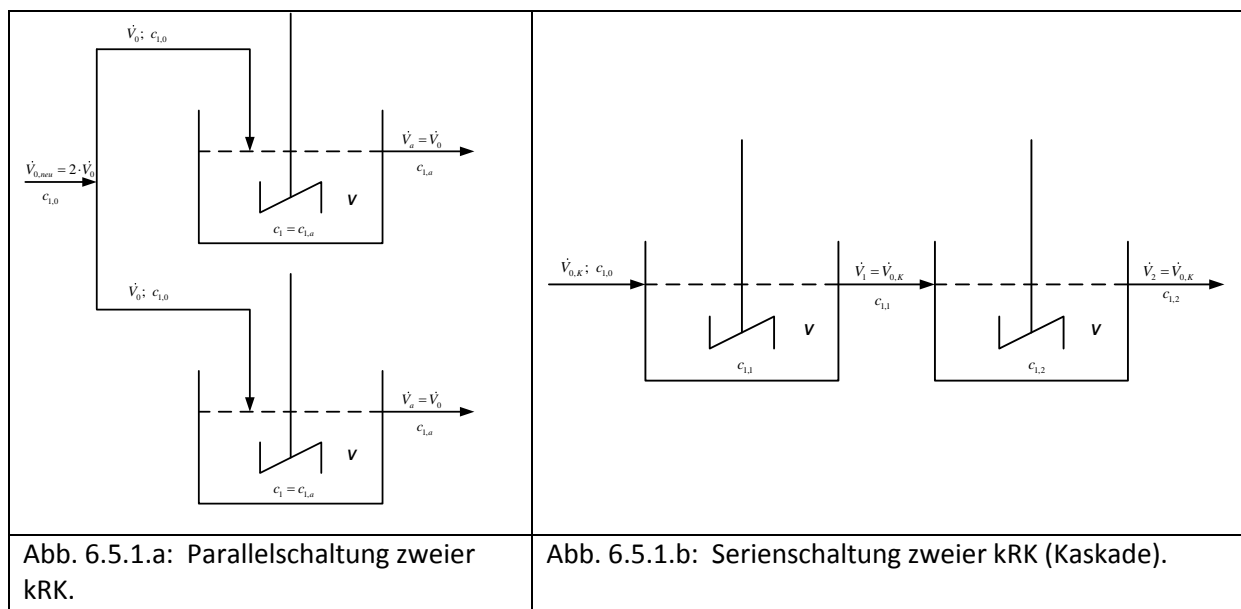 V̇₀; c₁,₀
V̇ₐ = V̇₀
c₁,ₐ
V̇₀,neu = 2·V̇₀
c₁,₀
V
c₁ = c₁,ₐ
V̇₀; c₁,₀
V̇ₐ = V̇₀
c₁,ₐ
V
c₁ = c₁,ₐ
V̇₀,K; c₁,₀
V̇₁ = V̇₀,K
c₁,₁
V̇₂ = V̇₀,K
c₁,₂
V
c₁,₁
V
c₁,₂
Abb. 6.5.1.a: Parallelschaltung zweier
kRK.
Abb. 6.5.1.b: Serienschaltung zweier kRK (Kaskade).